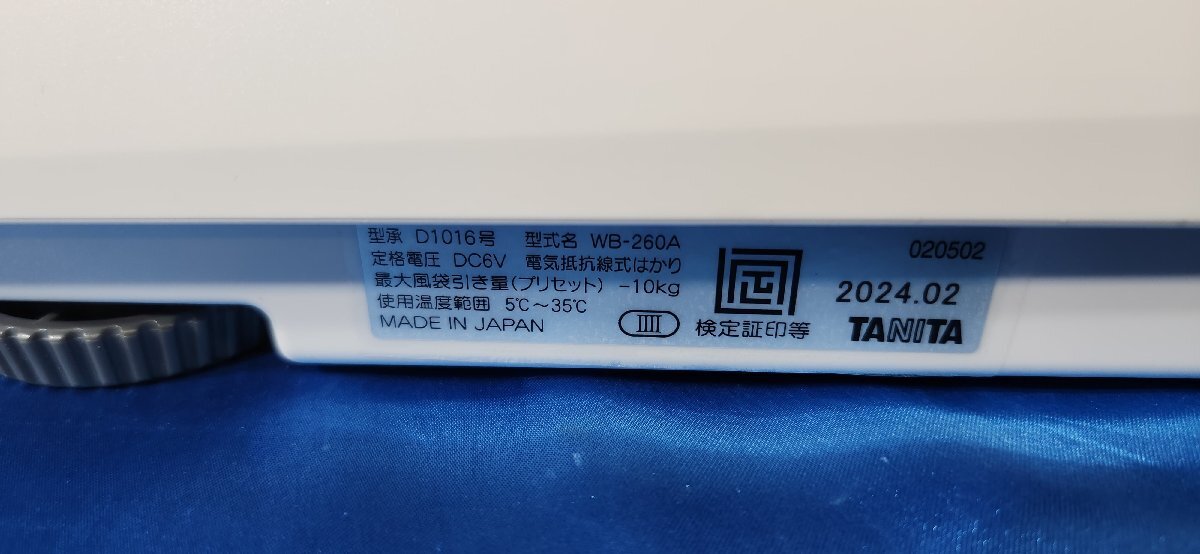 型承 D1016号 型式名 WB-260A
定格電圧 DC6V 電気抵抗線式はかり
最大風袋引き量(プリセット) -10kg
使用温度範囲 5℃～35℃
MADE IN JAPAN
IIII
正
検定証印等
020502
2024.02
TANITA